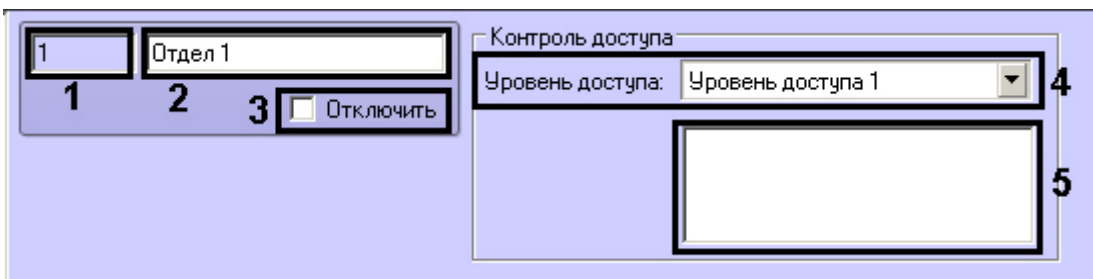 1 Отдел 1
1 2
3 Отключить
Контроль доступа
Уровень доступа: Уровень доступа 1 4
5